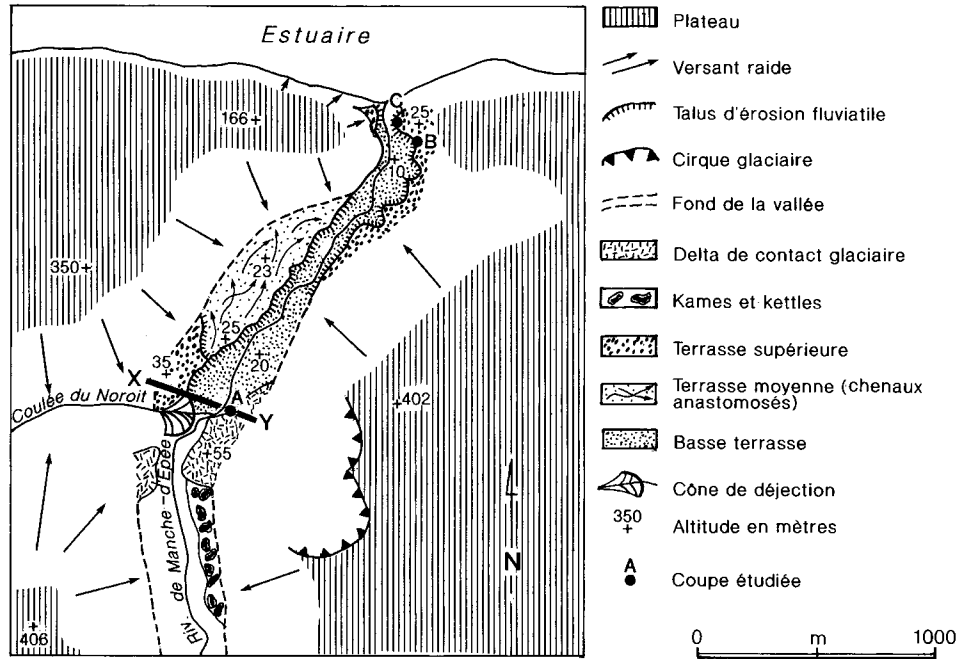 Estuaire
C
25
+
B
166 +
10
+
350 +
+
23
25
+
35
+
20
+
X
A
Y
Coulée du Noroit
+402
+55
Riv. de Manche-d'Epée
N
+
406
Plateau
Versant raide
Talus d'érosion fluviatile
Cirque glaciaire
Fond de la vallée
Delta de contact glaciaire
Kames et kettles
Terrasse supérieure
Terrasse moyenne (chenaux
anastomosés)
Basse terrasse
Cône de déjection
350
+
Altitude en mètres
A
Coupe étudiée
0 m 1000